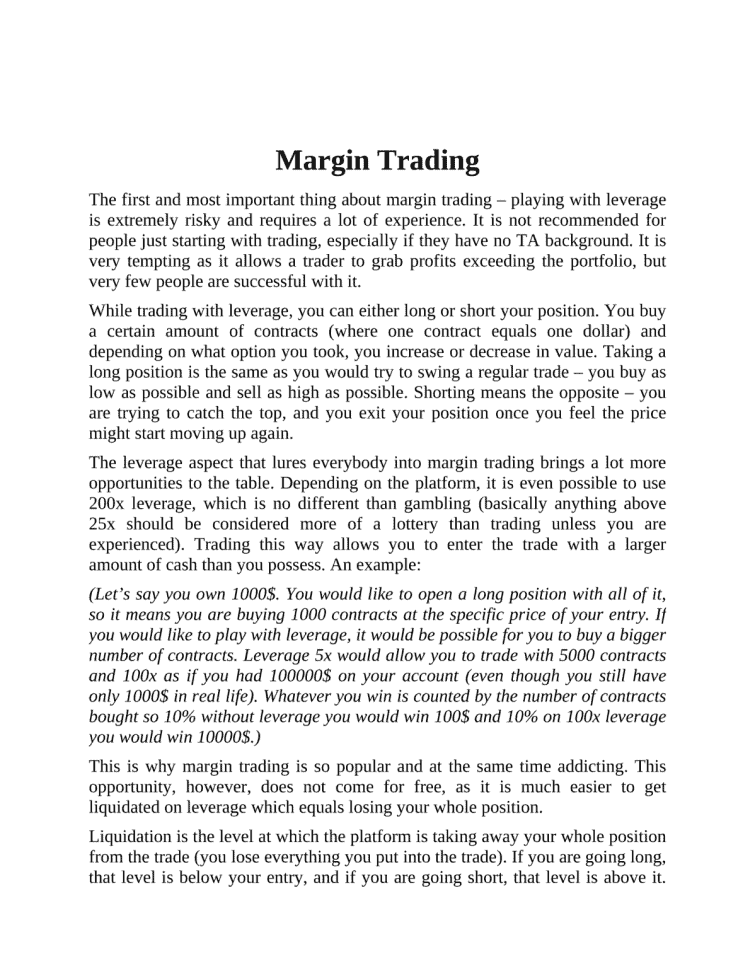 Margin Trading
The first and most important thing about margin trading – playing with leverage
is extremely risky and requires a lot of experience. It is not recommended for
people just starting with trading, especially if they have no TA background. It is
very tempting as it allows a trader to grab profits exceeding the portfolio, but
very few people are successful with it.
While trading with leverage, you can either long or short your position. You buy
a certain amount of contracts (where one contract equals one dollar) and
depending on what option you took, you increase or decrease in value. Taking a
long position is the same as you would try to swing a regular trade – you buy as
low as possible and sell as high as possible. Shorting means the opposite – you
are trying to catch the top, and you exit your position once you feel the price
might start moving up again.
The leverage aspect that lures everybody into margin trading brings a lot more
opportunities to the table. Depending on the platform, it is even possible to use
200x leverage, which is no different than gambling (basically anything above
25x should be considered more of a lottery than trading unless you are
experienced). Trading this way allows you to enter the trade with a larger
amount of cash than you possess. An example:
(Let's say you own 1000$. You would like to open a long position with all of it,
so it means you are buying 1000 contracts at the specific price of your entry. If
you would like to play with leverage, it would be possible for you to buy a bigger
number of contracts. Leverage 5x would allow you to trade with 5000 contracts
and 100x as if you had 100000$ on your account (even though you still have
only 1000$ in real life). Whatever you win is counted by the number of contracts
bought so 10% without leverage you would win 100$ and 10% on 100x leverage
you would win 10000$.)
This is why margin trading is so popular and at the same time addicting. This
opportunity, however, does not come for free, as it is much easier to get
liquidated on leverage which equals losing your whole position.
Liquidation is the level at which the platform is taking away your whole position
from the trade (you lose everything you put into the trade). If you are going long,
that level is below your entry, and if you are going short, that level is above it.